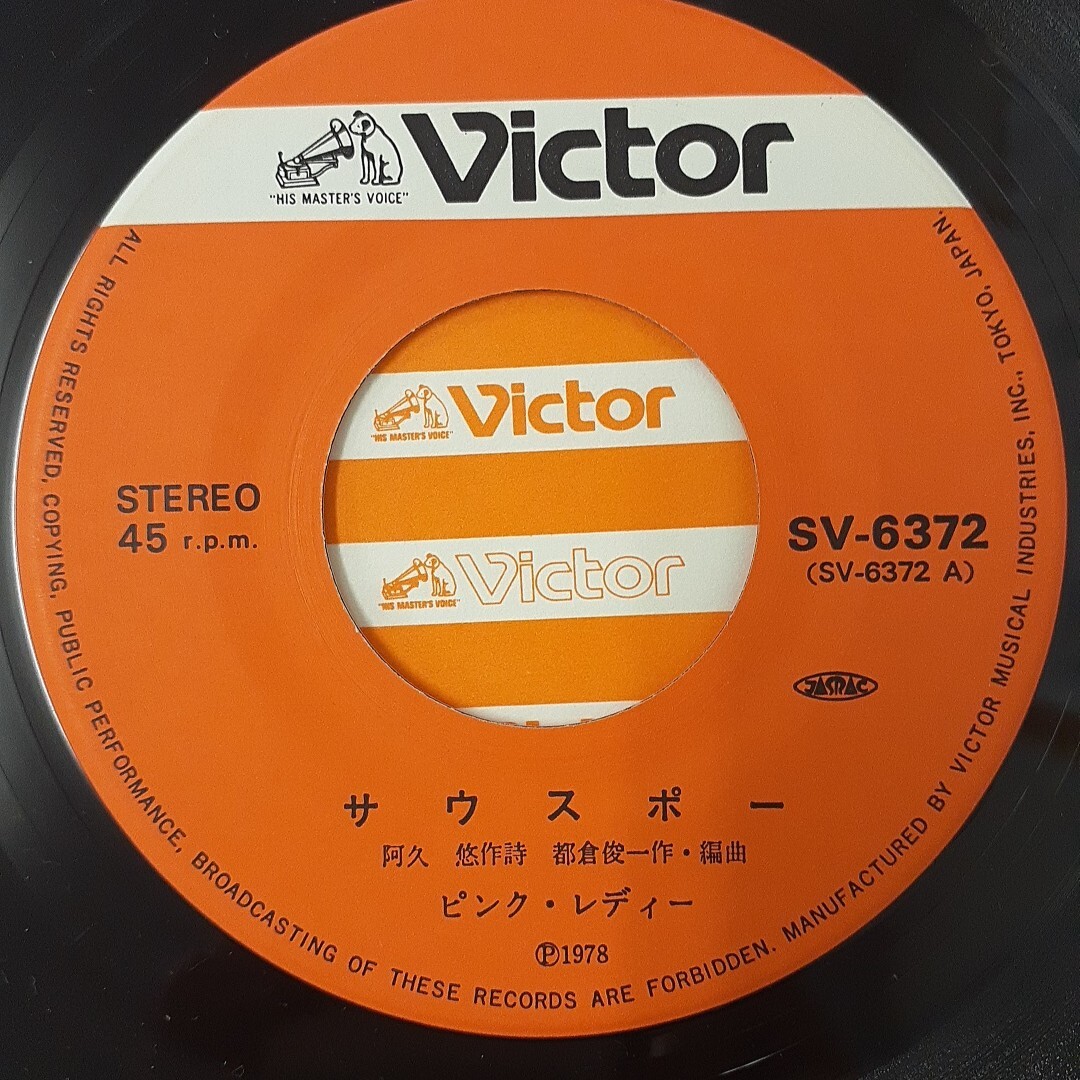 Victor
"HIS MASTER'S VOICE"
Victor
"HIS MASTER'S VOICE"
Victor
"HIS MASTER'S VOICE"
STEREO
45 r.p.m.
SV-6372
(SV-6372 A)
JASRAC
サウスポー
阿久 悠作詩 都倉俊一作・編曲
ピンク・レディー
Ⓟ1978
ALL RIGHTS RESERVED, COPYING, PUBLIC PERFORMANCE, BROADCASTING OF THESE RECORDS ARE FORBIDDEN. MANUFACTURED BY VICTOR MUSICAL INDUSTRIES, INC., TOKYO, JAPAN.